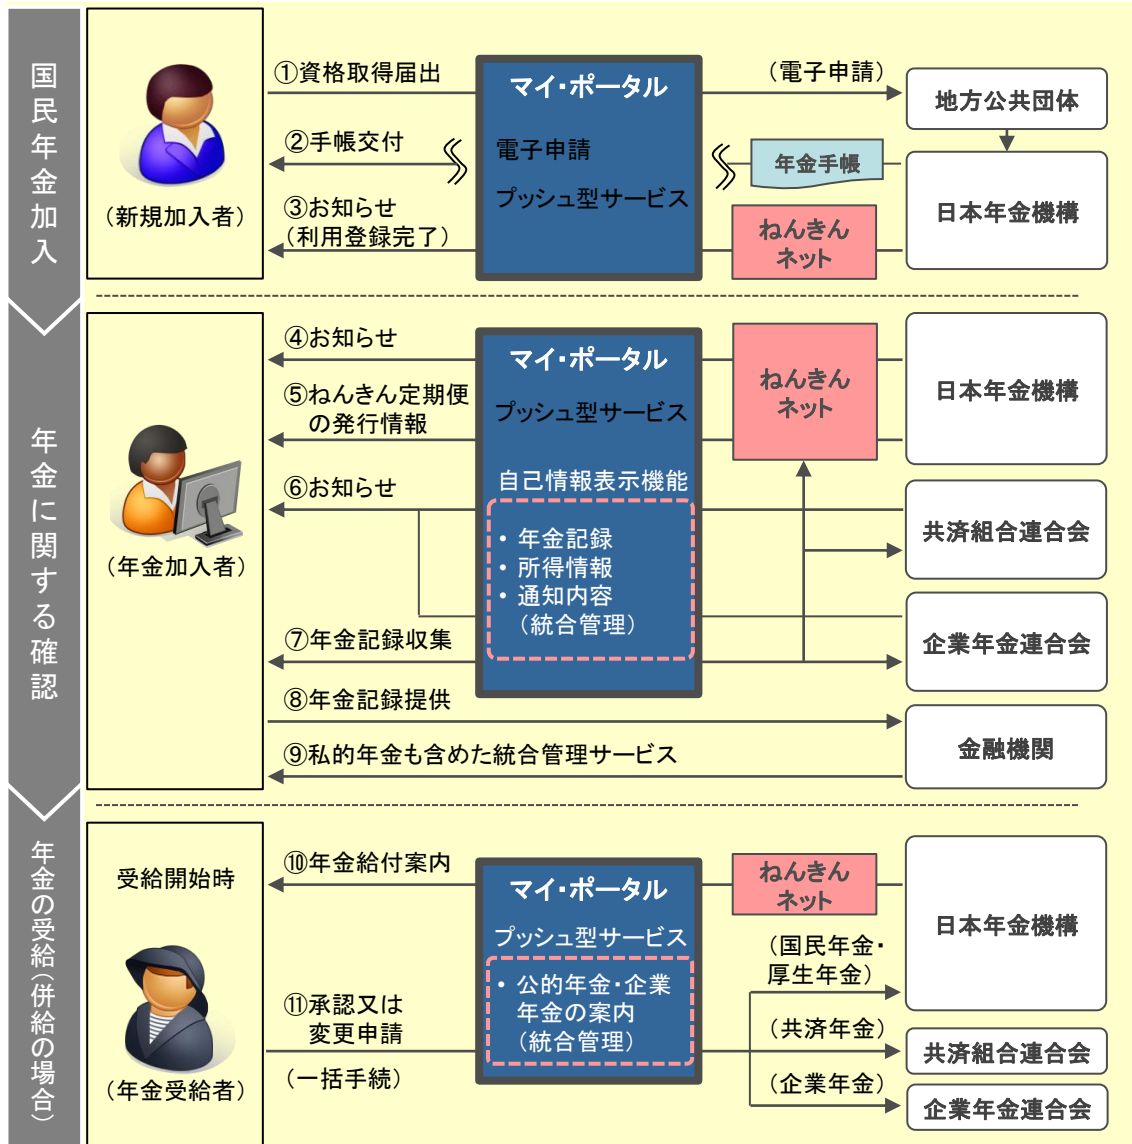 国民年金加入
(新規加入者)
①資格取得届出
②手帳交付
③お知らせ
(利用登録完了)
マイ・ポータル
電子申請
プッシュ型サービス
(電子申請)
年金手帳
ねんきん
ネット
地方公共団体
日本年金機構
年金に関する確認
(年金加入者)
④お知らせ
⑤ねんきん定期便
の発行情報
⑥お知らせ
⑦年金記録収集
⑧年金記録提供
⑨私的年金も含めた統合管理サービス
マイ・ポータル
プッシュ型サービス
自己情報表示機能
・ 年金記録
・ 所得情報
・ 通知内容
(統合管理)
ねんきん
ネット
日本年金機構
共済組合連合会
企業年金連合会
金融機関
年金の受給(併給の場合)
受給開始時
(年金受給者)
⑩年金給付案内
⑪承認又は
変更申請
(一括手続)
マイ・ポータル
プッシュ型サービス
・ 公的年金・企業
年金の案内
(統合管理)
ねんきん
ネット
(国民年金・
厚生年金)
(共済年金)
(企業年金)
日本年金機構
共済組合連合会
企業年金連合会